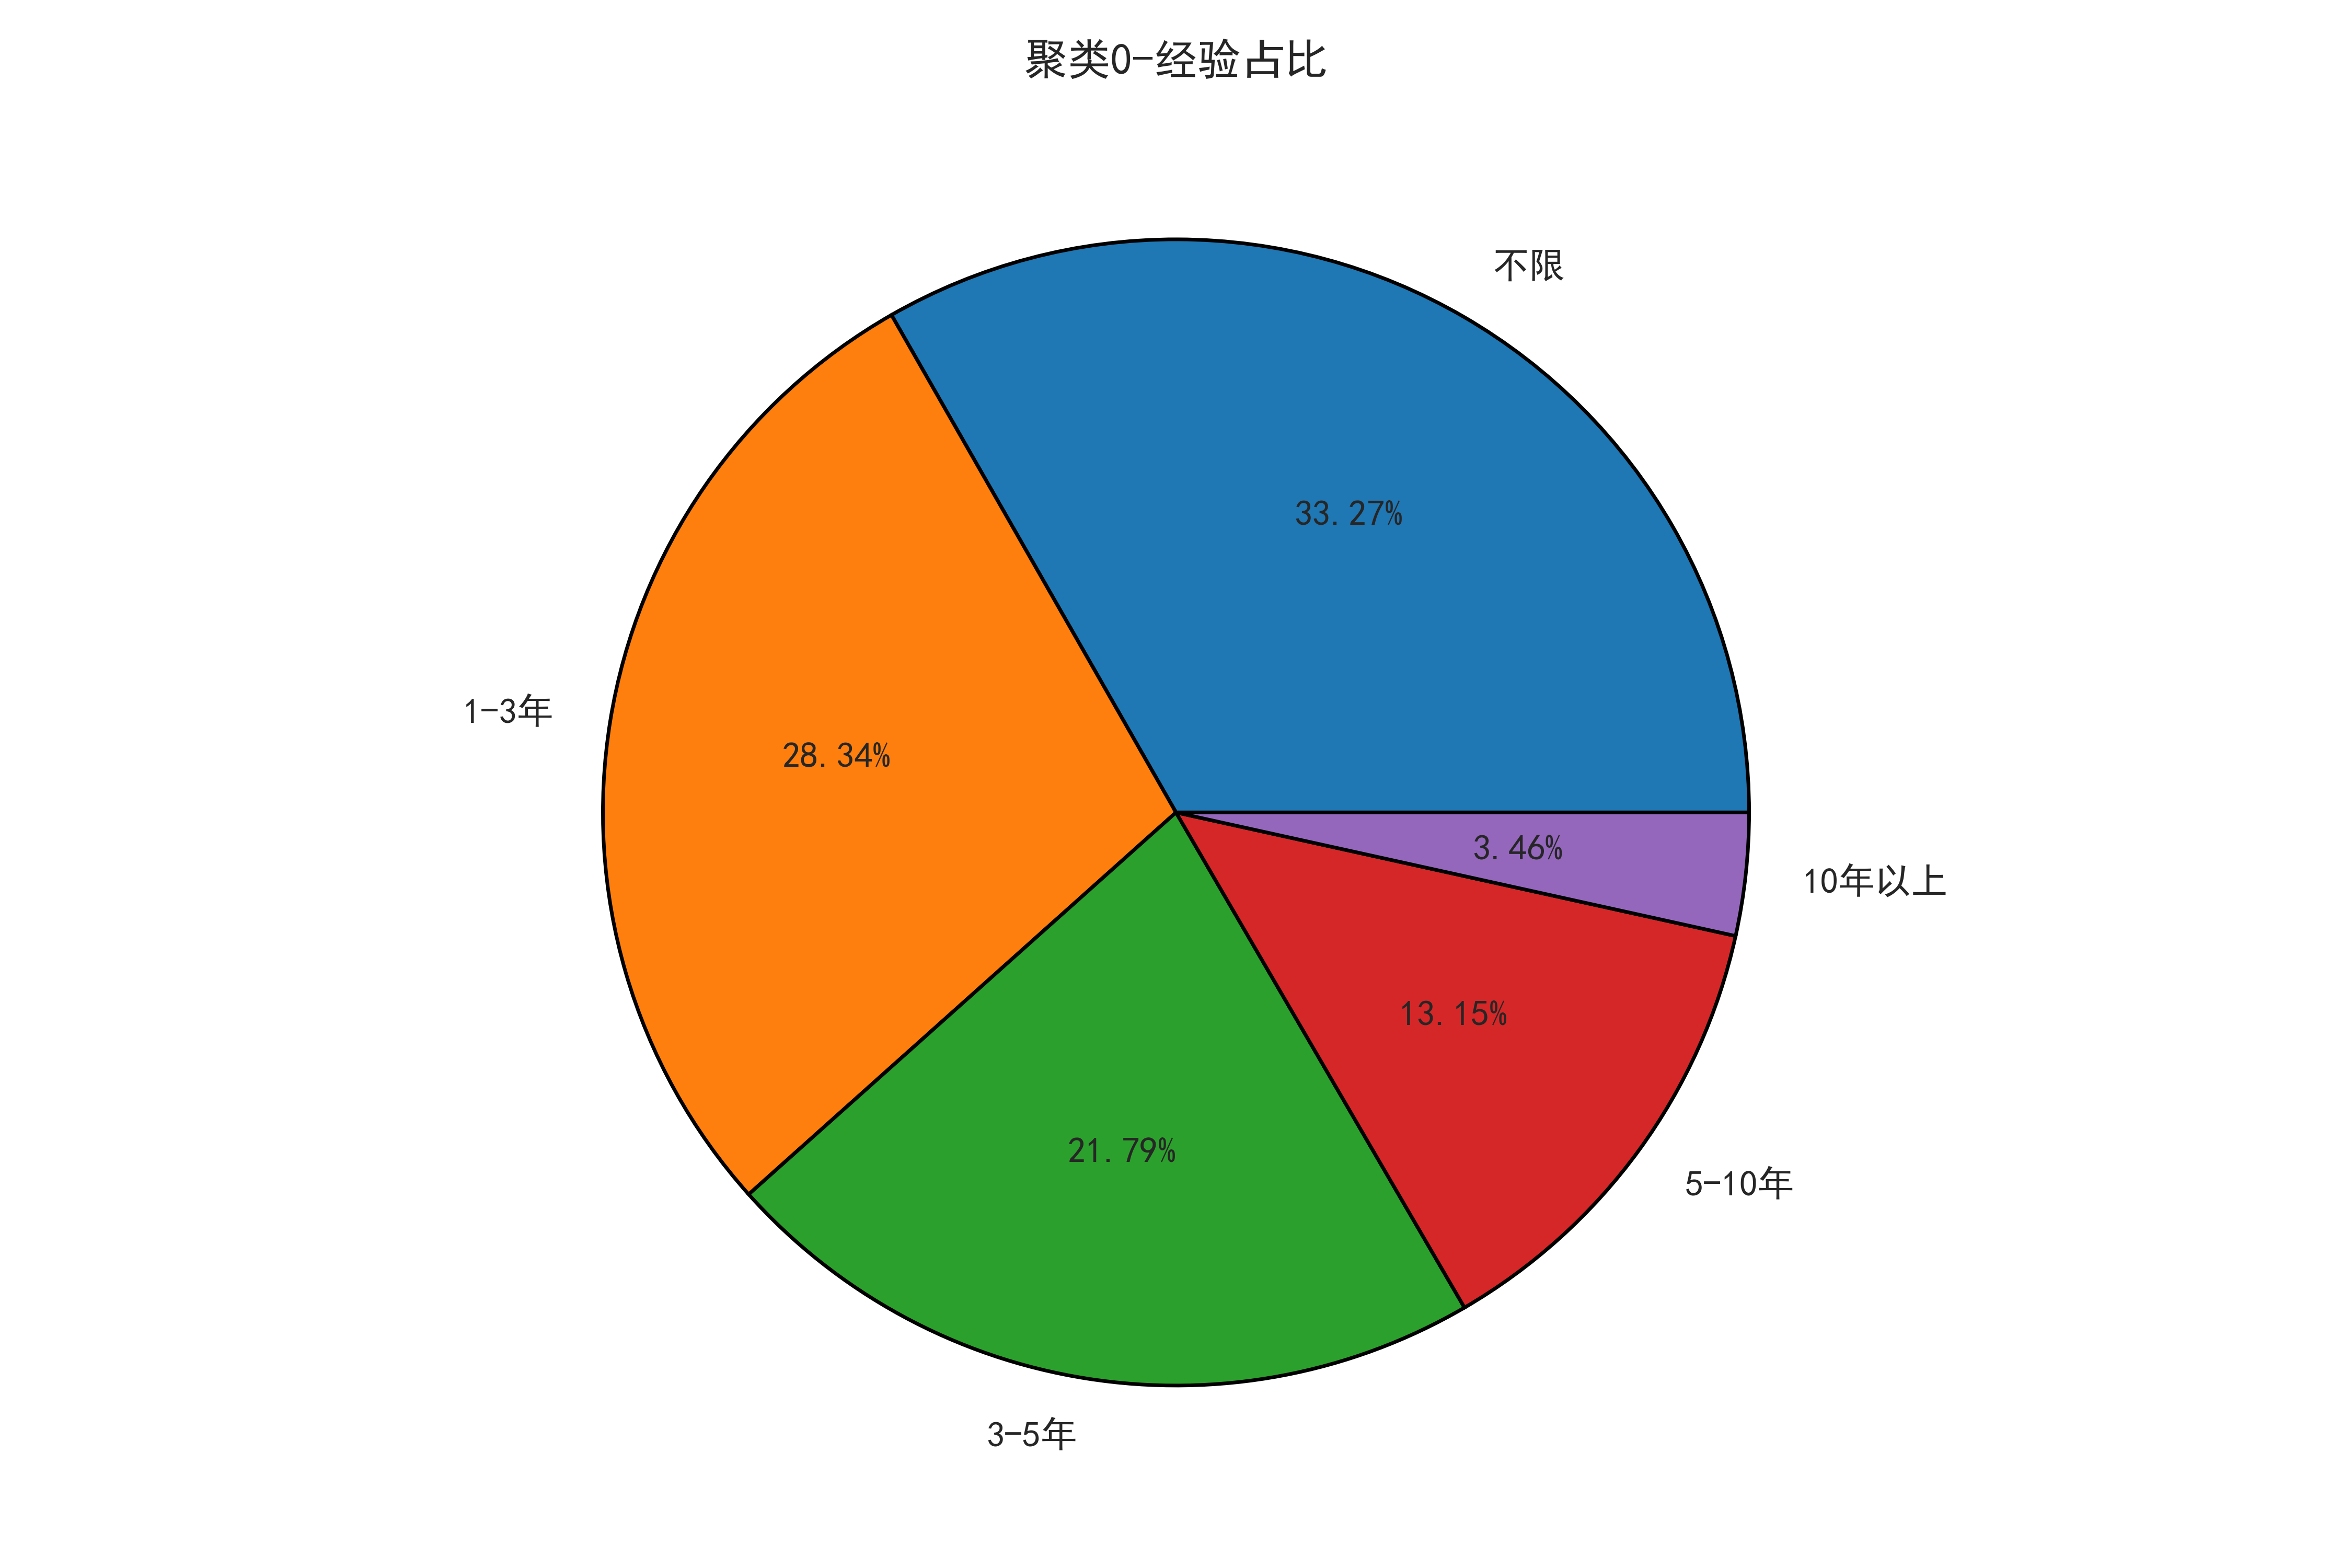 聚类0-经验占比
不限
33.27%
1-3年
28.34%
3.46%
10年以上
13.15%
21.79%
5-10年
3-5年